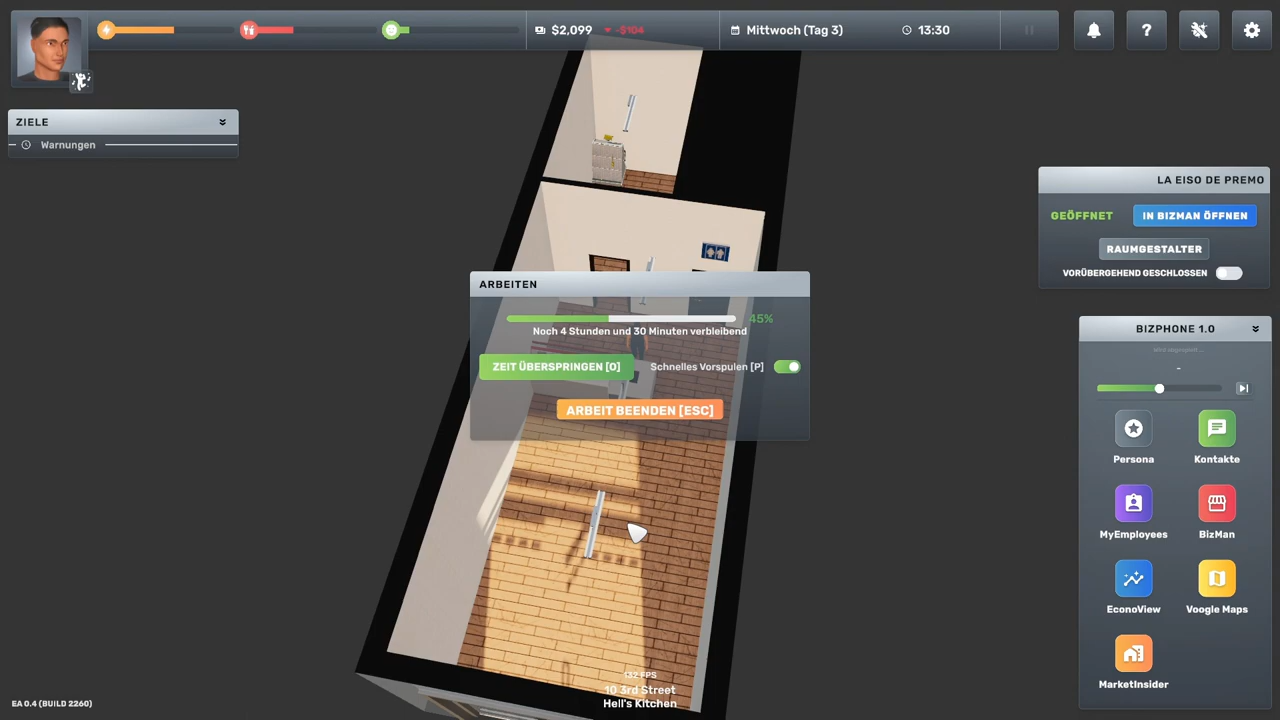 $2,099
-$104
Mittwoch (Tag 3)
13:30
?
ZIELE
Warnungen
LA EISO DE PREMO
GEÖFFNET
IN BIZMAN ÖFFNEN
RAUMGESTALTER
VORÜBERGEHEND GESCHLOSSEN
ARBEITEN
45%
Noch 4 Stunden und 30 Minuten verbleibend
ZEIT ÜBERSPRINGEN [O]
Schnelles Vorspulen [P]
ARBEIT BEENDEN [ESC]
BIZPHONE 1.0
-
Persona
Kontakte
MyEmployees
BizMan
EconoView
Voogle Maps
MarketInsider
132 FPS
10 3rd Street
Hell's Kitchen
EA 0.4 (BUILD 2260)